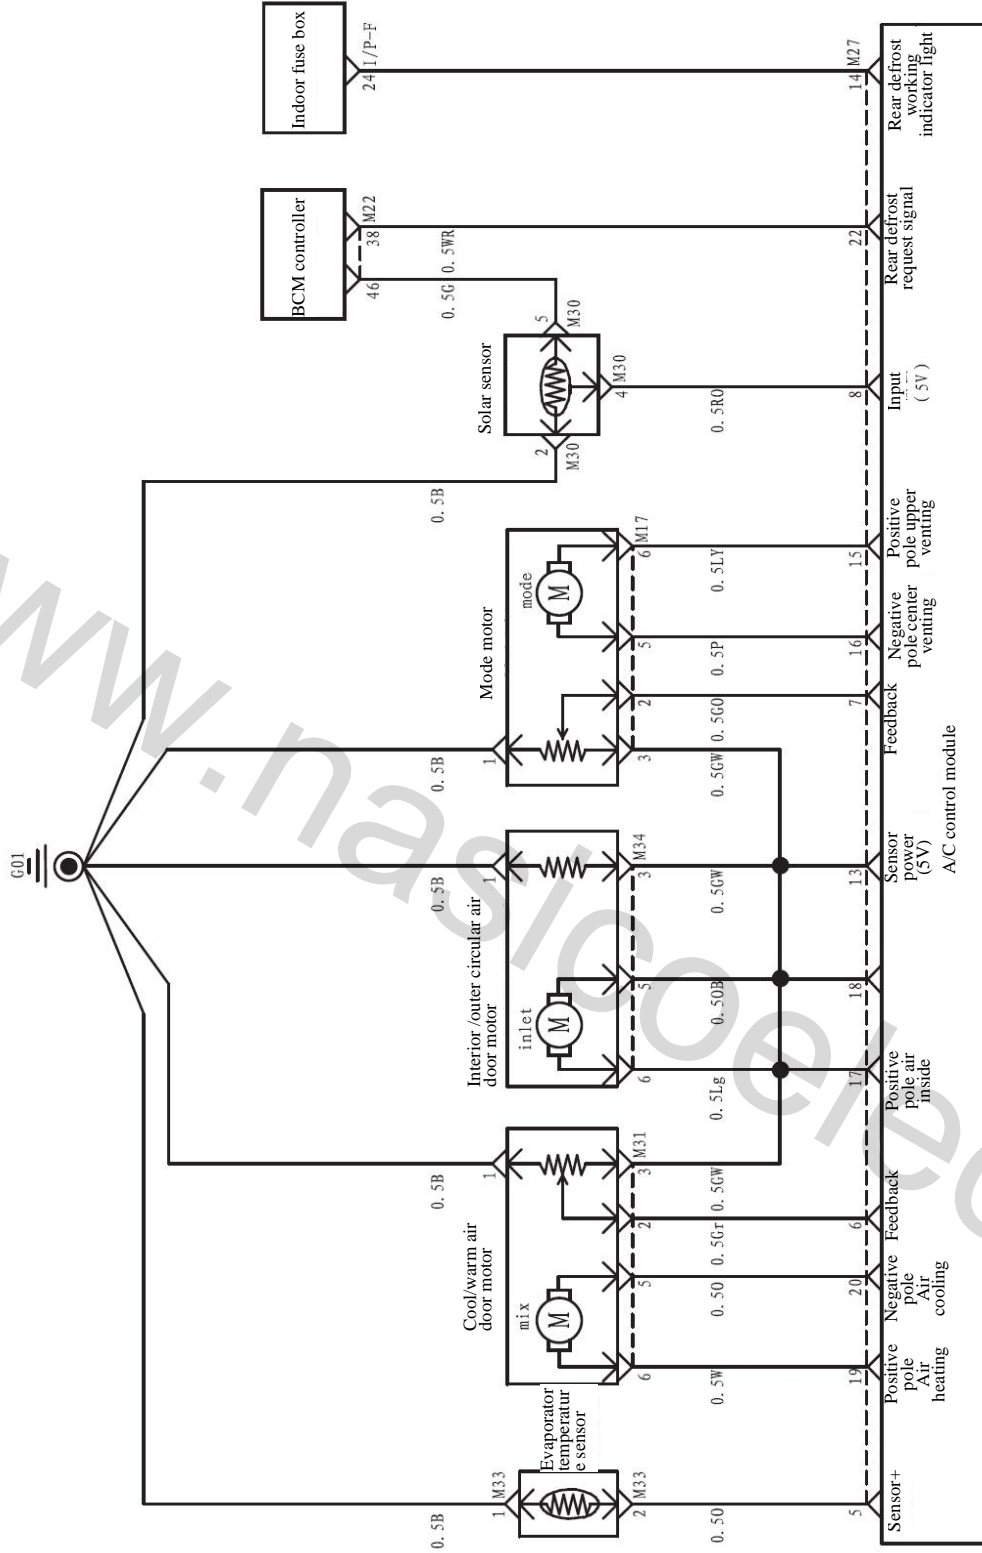 G01
Indoor fuse box
24
I/P-F
BCM controller
46
38
M22
0.5G
0.5WR
Solar sensor
5
M30
4
M30
2
M30
0.5RO
0.5B
Mode motor
mode
M
1
0.5B
3
2
5
6
M17
0.5GW
0.5GO
0.5P
0.5LY
Interior /outer circular air
door motor
inlet
M
1
0.5B
6
5
3
M34
0.5Lg
0.5OB
0.5GW
Cool/warm air
door motor
mix
M
1
0.5B
6
5
2
3
M31
0.5W
0.5O
0.5Gr
0.5GW
Evaporator
temperatur
e sensor
1
M33
0.5B
2
M33
0.5O
5
19
20
6
17
18
13
7
16
15
8
22
14
M27
Sensor+
Positive
pole
Air
heating
Negative
pole
Air
cooling
Feedback
Positive
pole air
inside
Sensor
power
(5V)
Feedback
Negative
pole center
venting
Positive
pole upper
venting
Input
(5V)
Rear defrost
request signal
Rear defrost
working
indicator light
A/C control module
www.nasicoelec